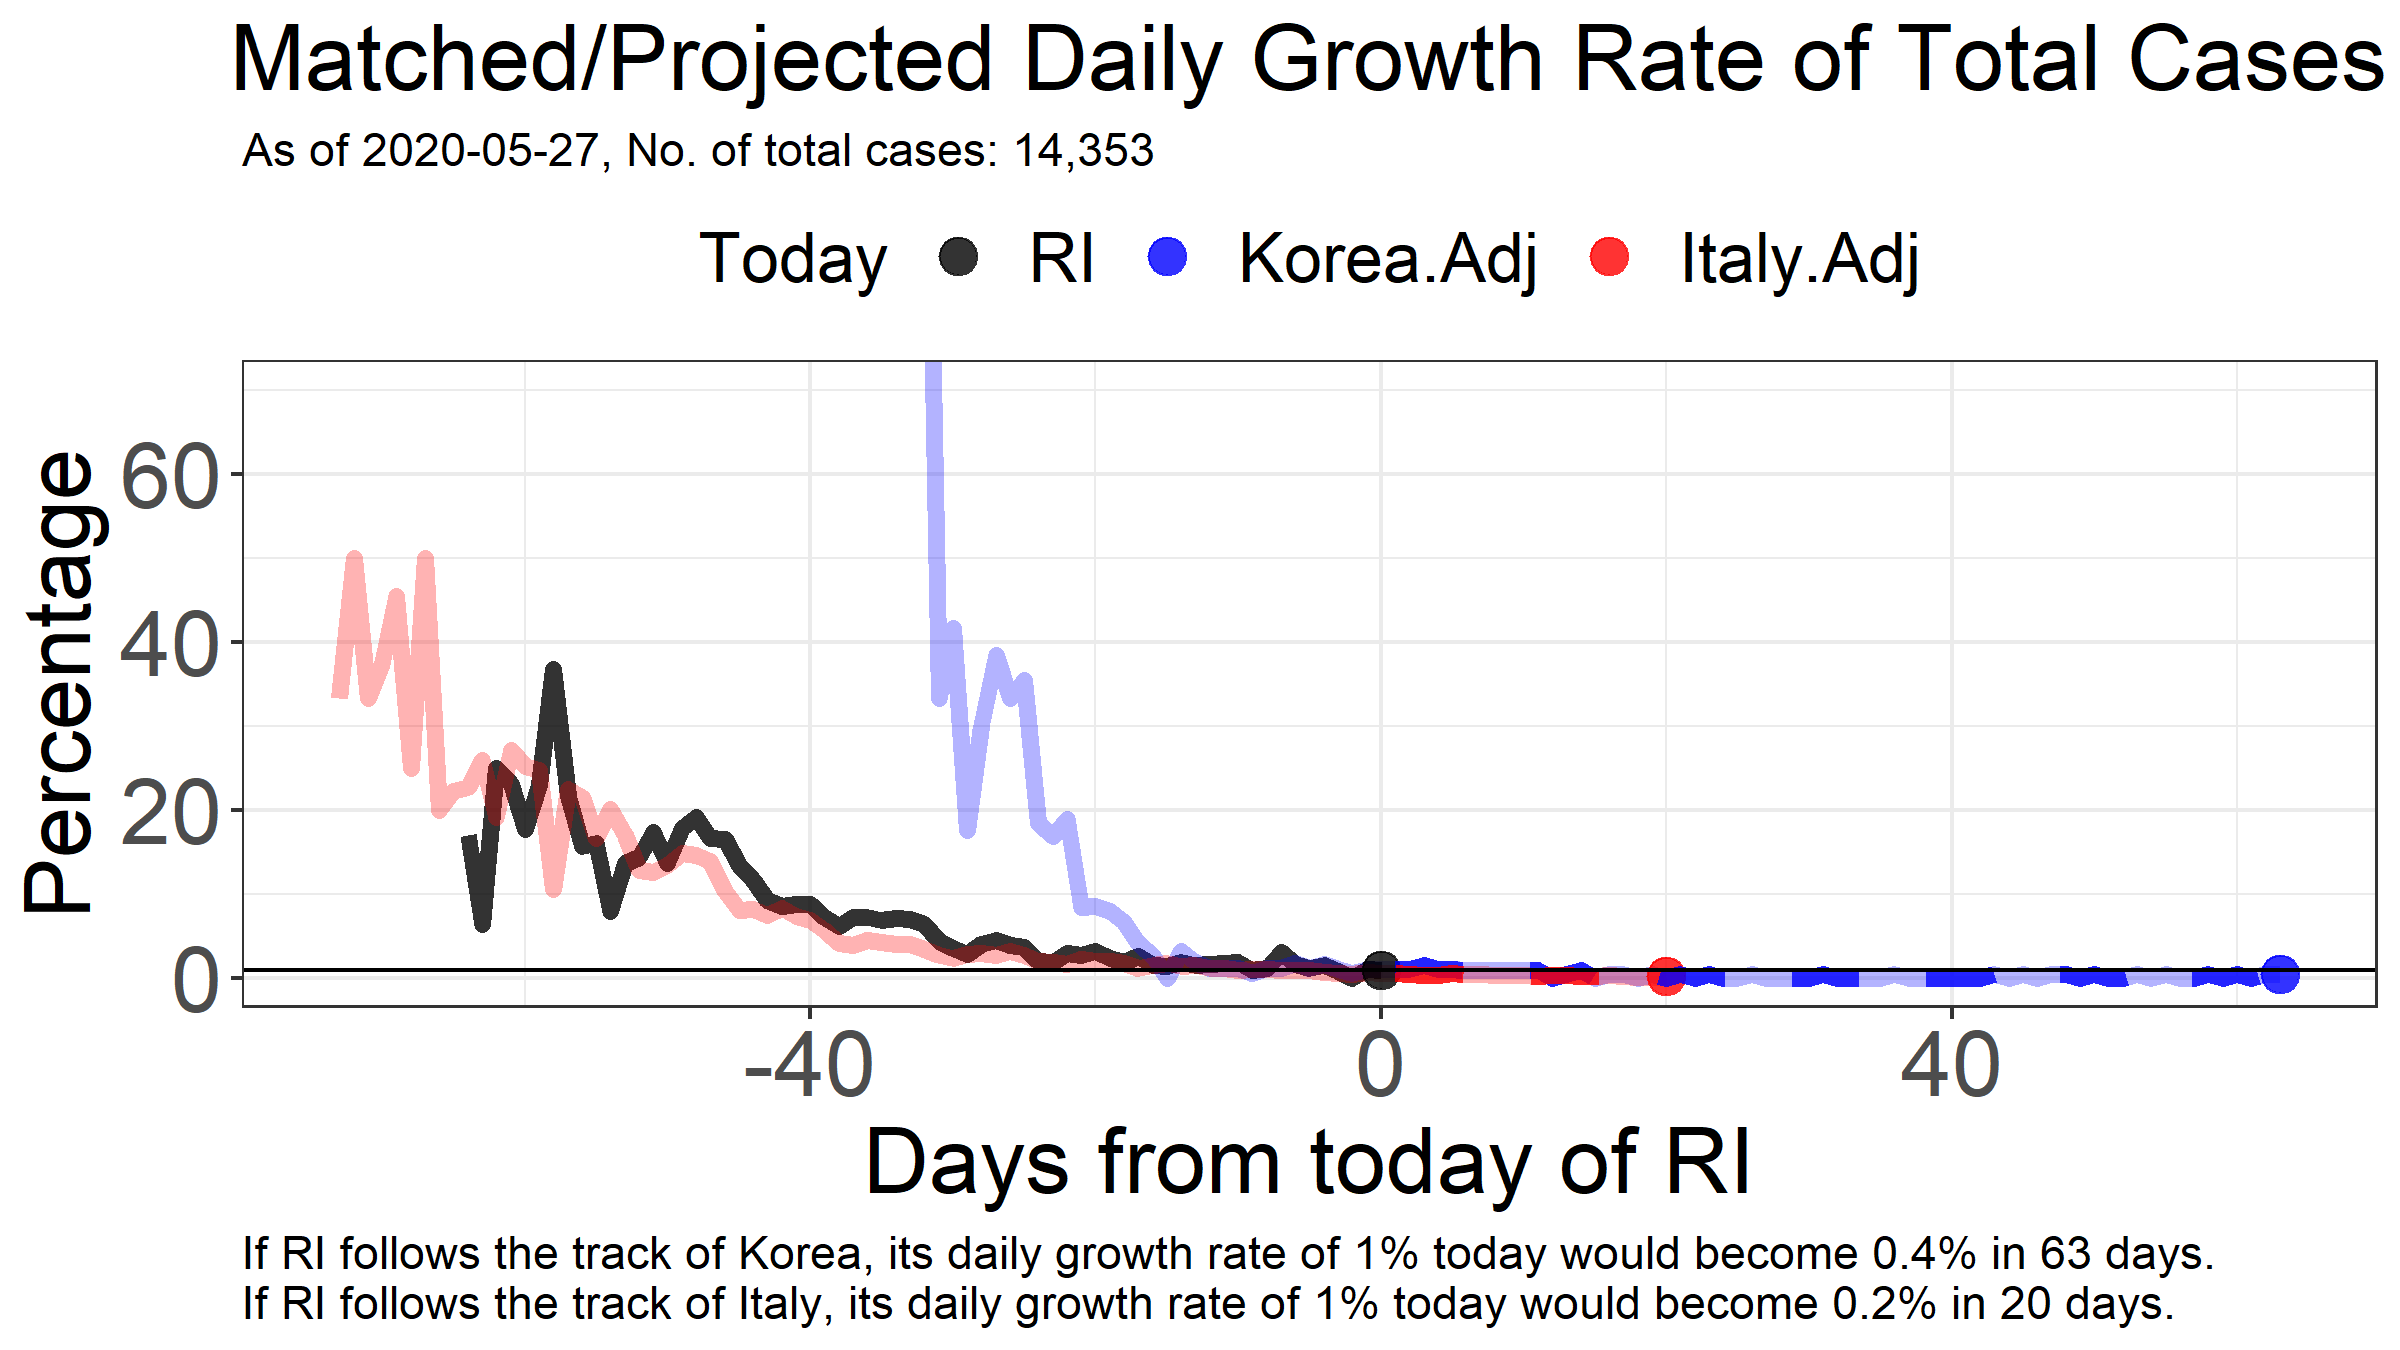 Matched/Projected Daily Growth Rate of Total Cases
As of 2020-05-27, No. of total cases: 14,353
Today RI Korea.Adj Italy.Adj
Percentage
60
40
20
0
-40 0 40
Days from today of RI
If RI follows the track of Korea, its daily growth rate of 1% today would become 0.4% in 63 days.
If RI follows the track of Italy, its daily growth rate of 1% today would become 0.2% in 20 days.